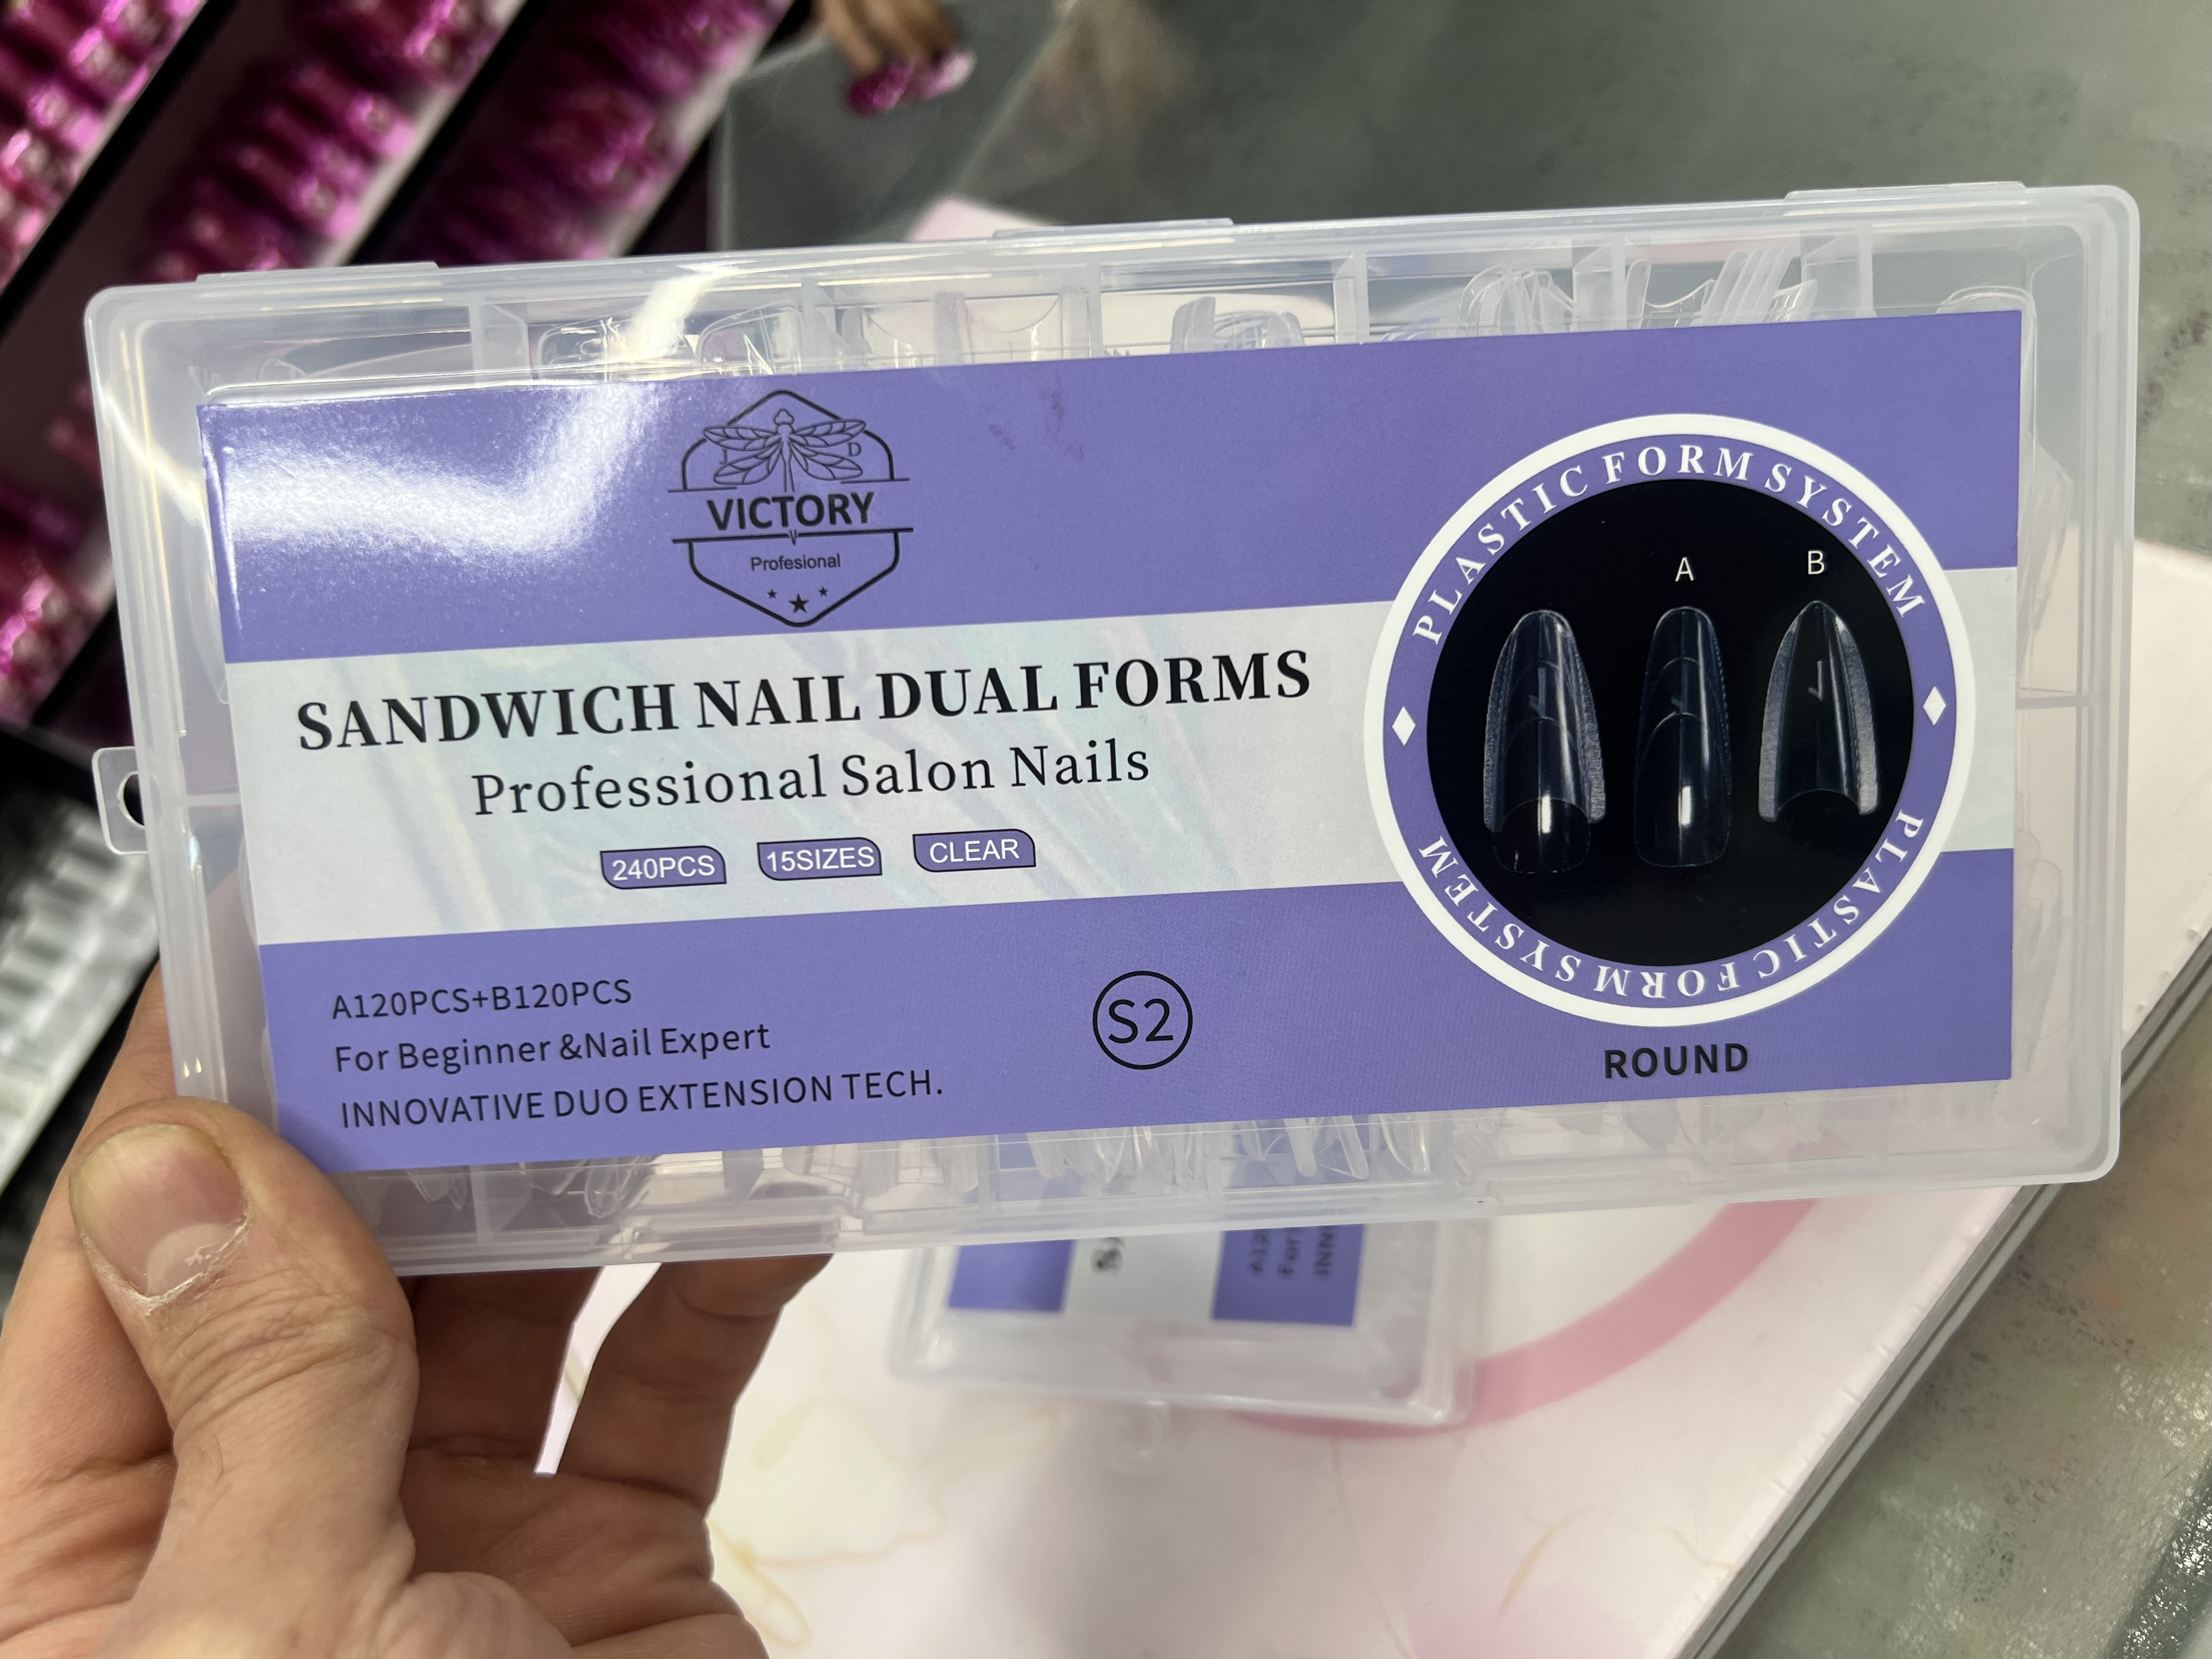 VICTORY
Profesional
SANDWICH NAIL DUAL FORMS
Professional Salon Nails
240PCS 15SIZES CLEAR
A120PCS+B120PCS
For Beginner &Nail Expert
INNOVATIVE DUO EXTENSION TECH.
S2
PLASTIC FORM SYSTEM
A B
PLASTIC FORM SYSTEM
ROUND